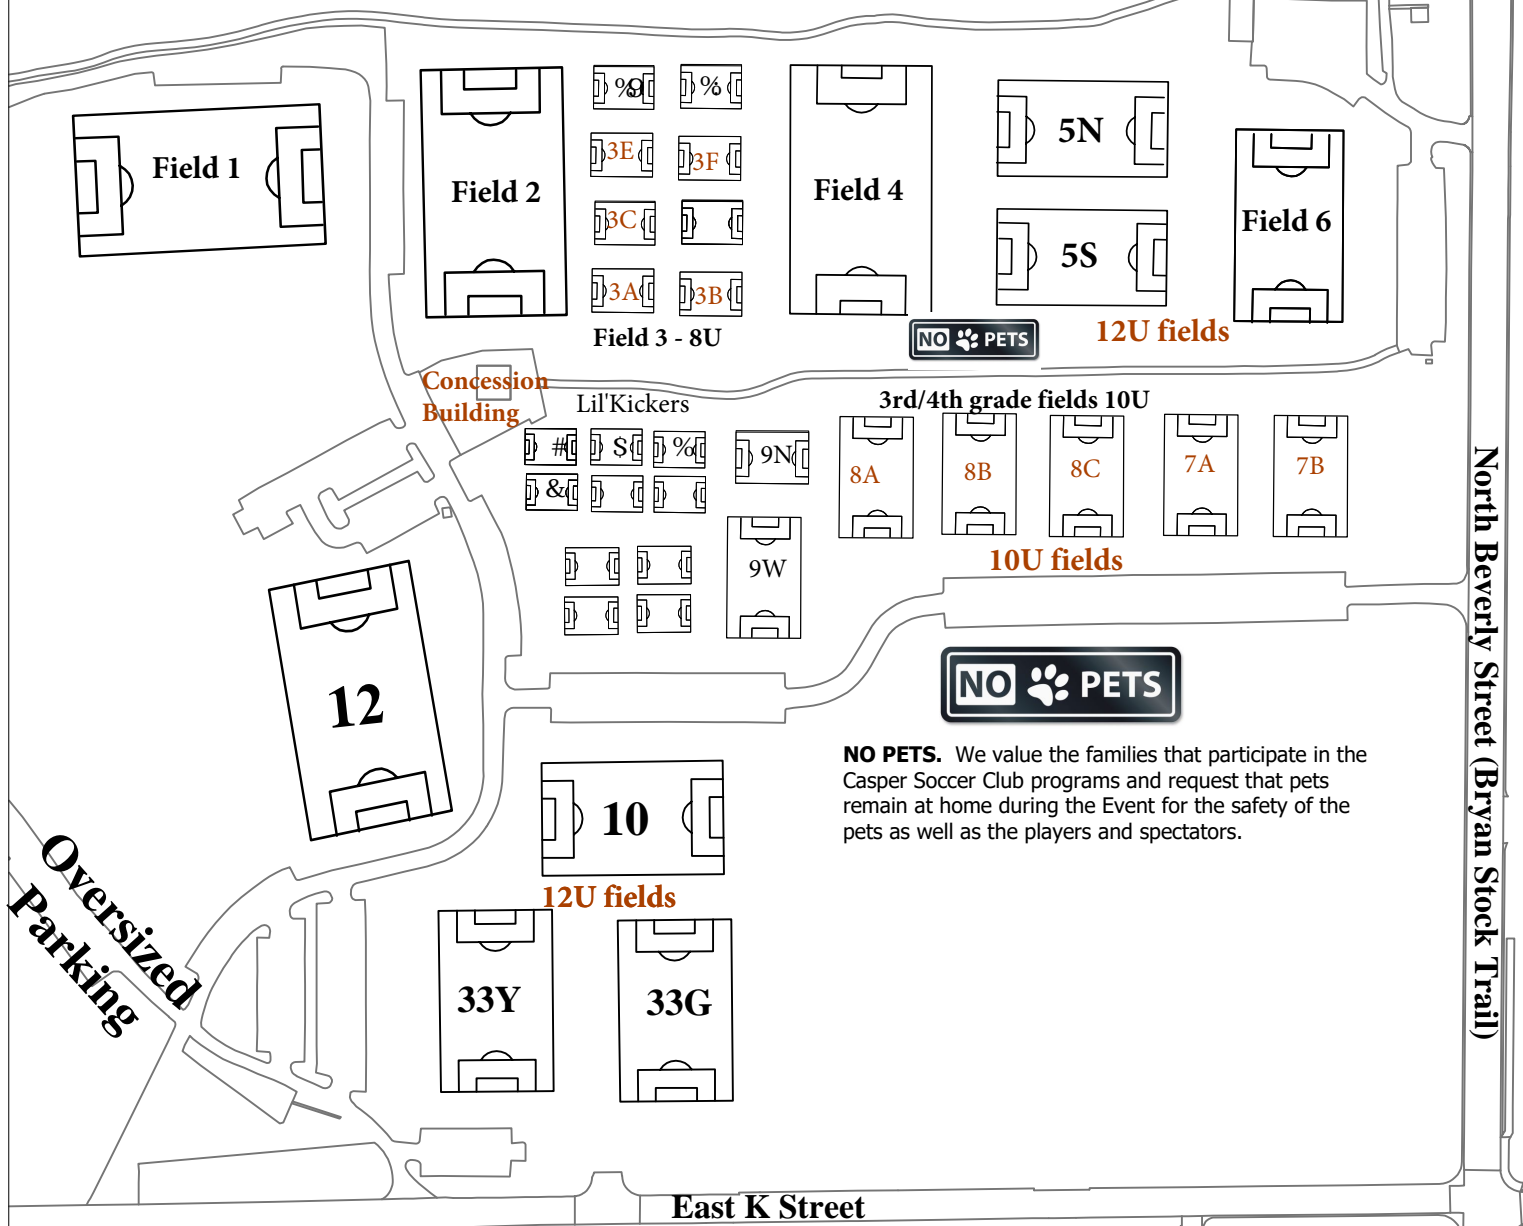 Field 1
Field 2
3E
3F
3C
3A
3B
Field 3 - 8U
Field 4
5N
5S
Field 6
12U fields
NO PETS
Concession
Building
Lil'Kickers
#
$
%
&
9N
9W
3rd/4th grade fields 10U
8A
8B
8C
7A
7B
10U fields
12
NO PETS
NO PETS. We value the families that participate in the
Casper Soccer Club programs and request that pets
remain at home during the Event for the safety of the
pets as well as the players and spectators.
10
12U fields
33Y
33G
Oversized
Parking
North Beverly Street (Bryan Stock Trail)
East K Street